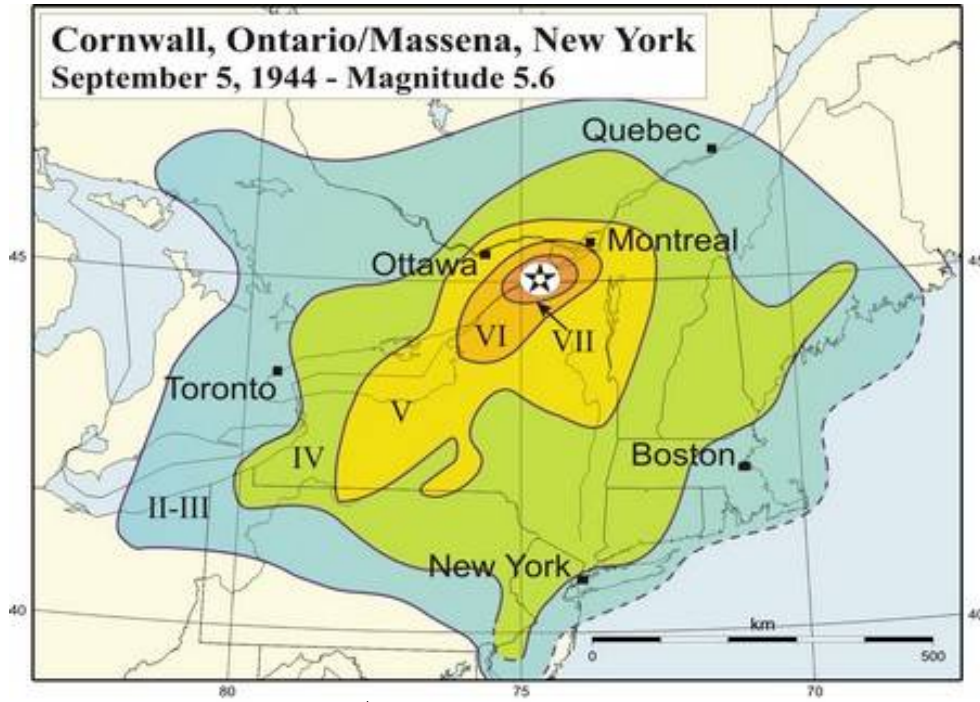 Cornwall, Ontario/Massena, New York
September 5, 1944 - Magnitude 5.6
Quebec
Montreal
Ottawa
45
45
VI
VII
Toronto
V
IV
Boston
II-III
New York
40
40
km
0
500
80
75
70